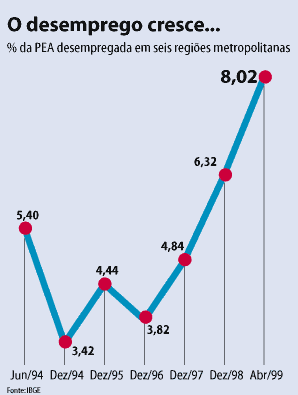 O desemprego cresce...
% da PEA desempregada em seis regiões metropolitanas
8,02
6,32
5,40
4,84
4,44
3,82
3,42
Jun/94 Dez/94 Dez/95 Dez/96 Dez/97 Dez/98 Abr/99
Fonte: IBGE